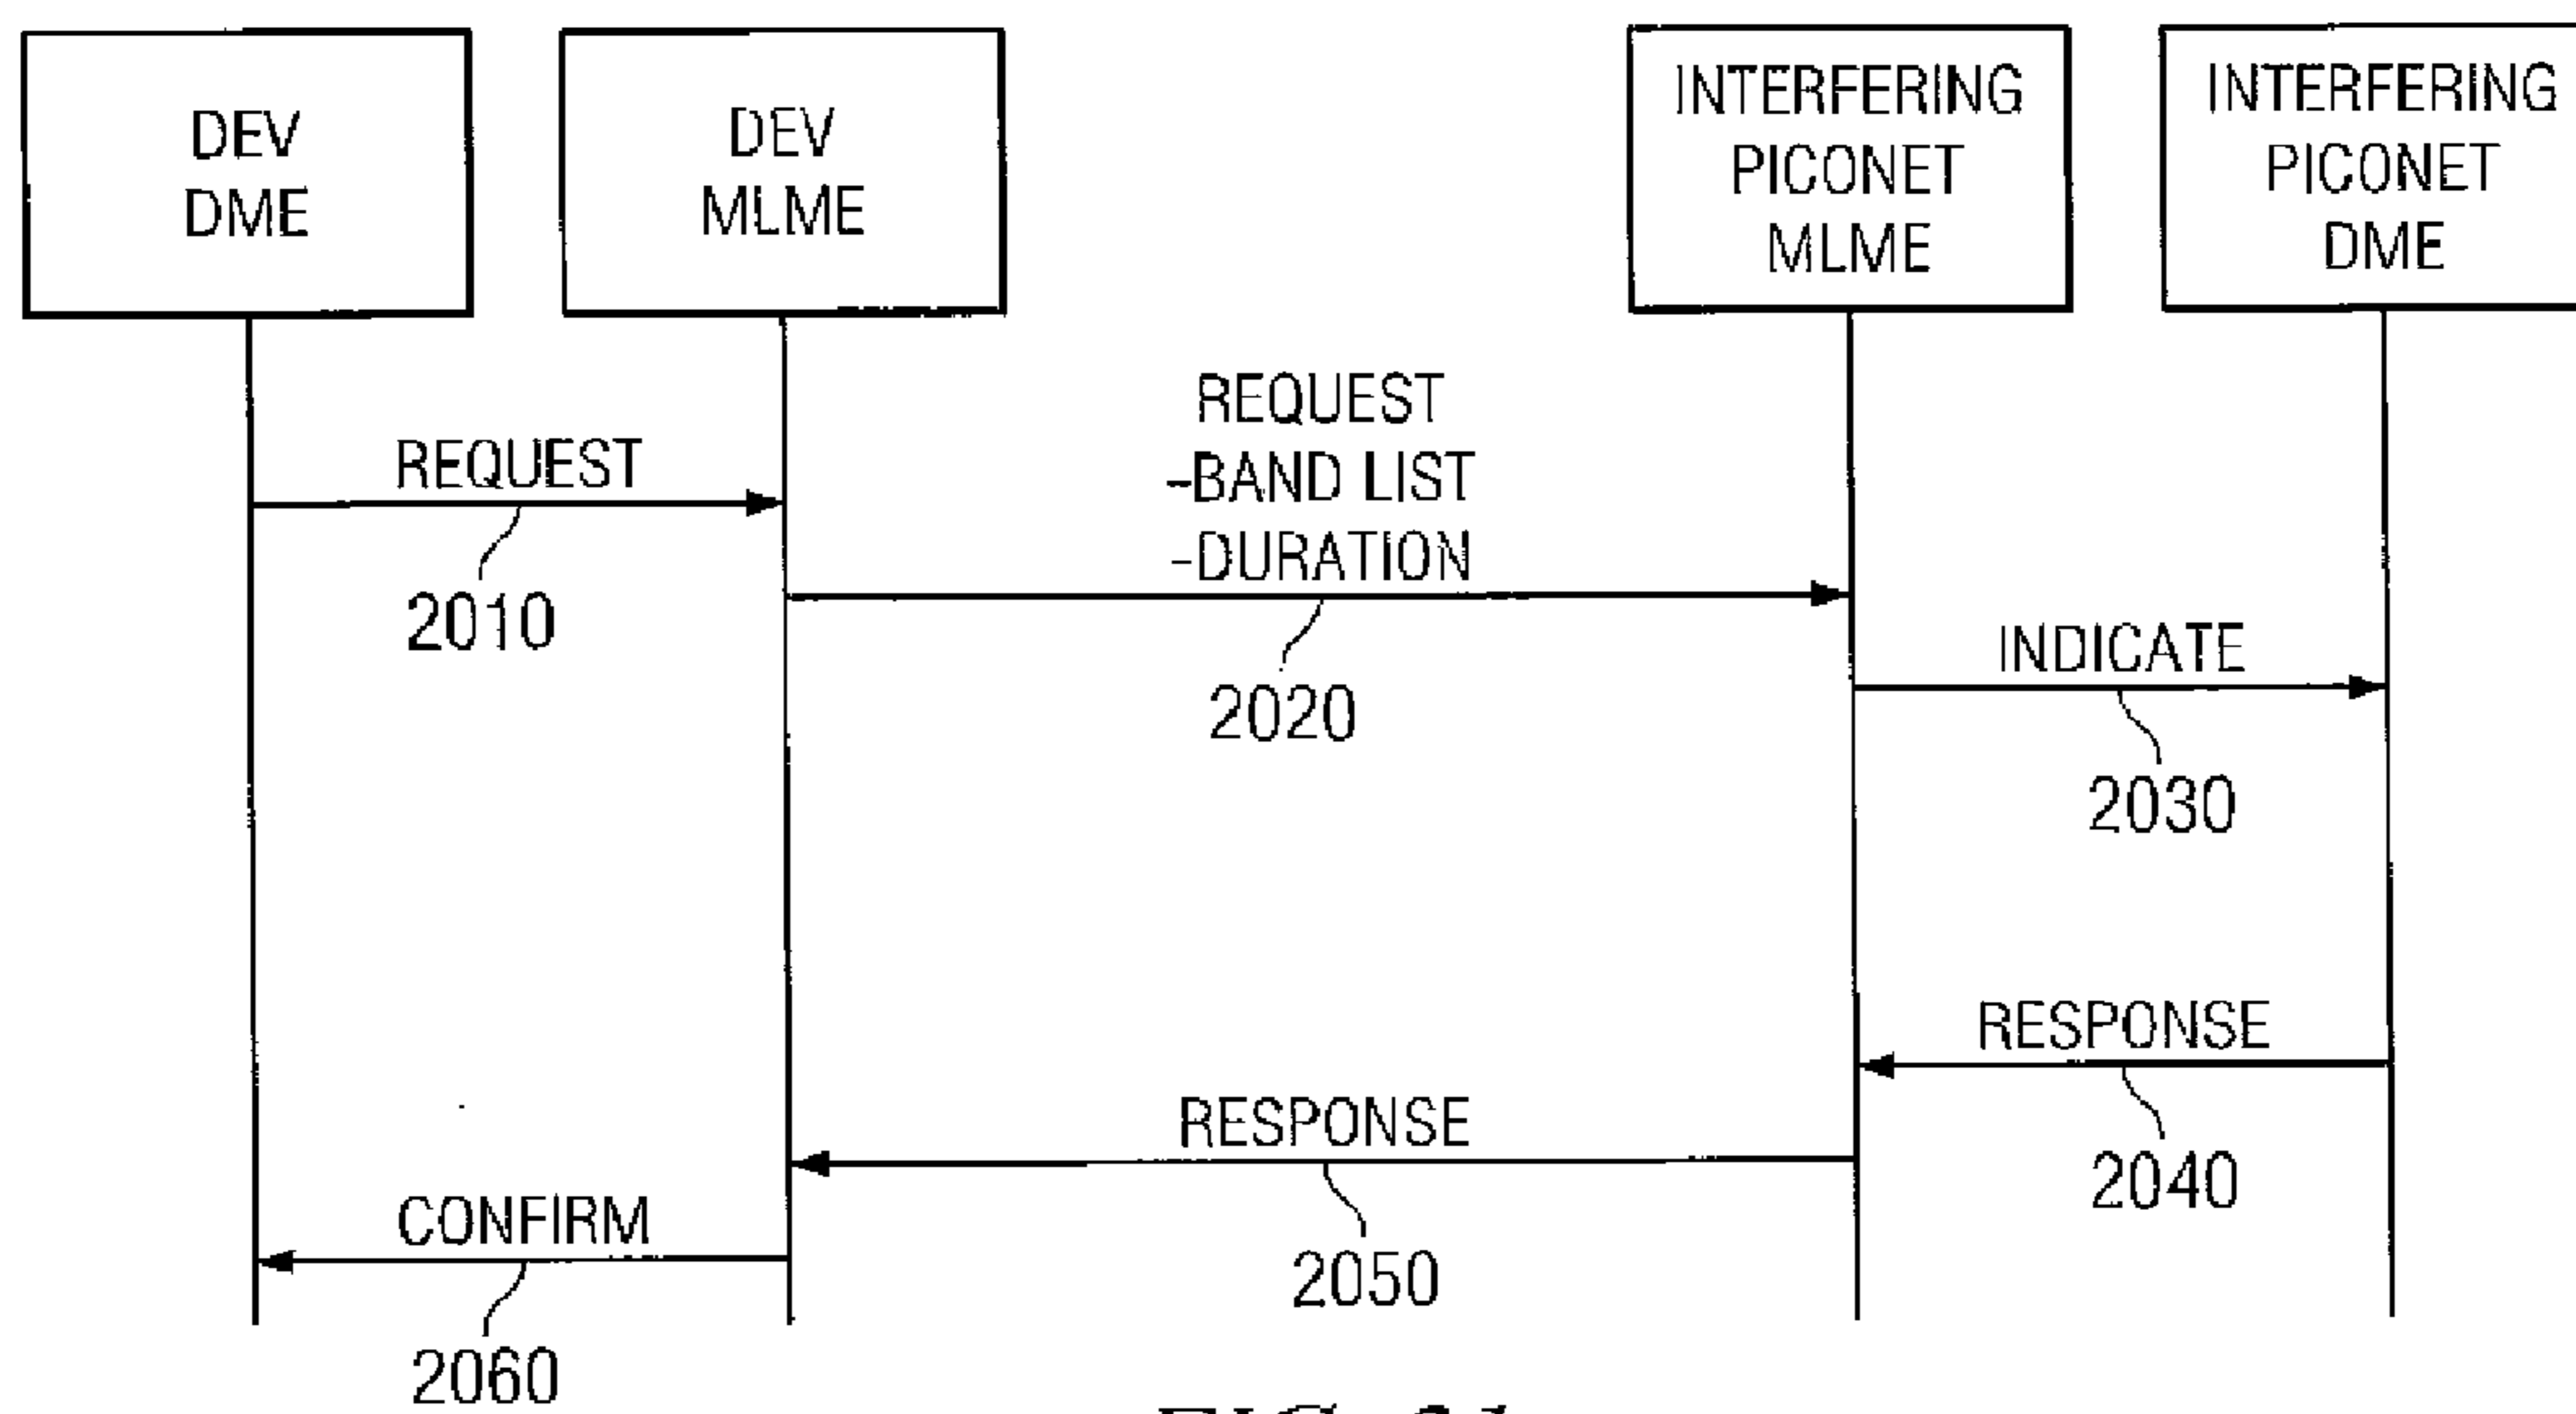 DEV
DME
DEV
MLME
INTERFERING
PICONET
MLME
INTERFERING
PICONET
DME
REQUEST
2010
REQUEST
-BAND LIST
-DURATION
2020
INDICATE
2030
RESPONSE
2040
RESPONSE
2050
CONFIRM
2060